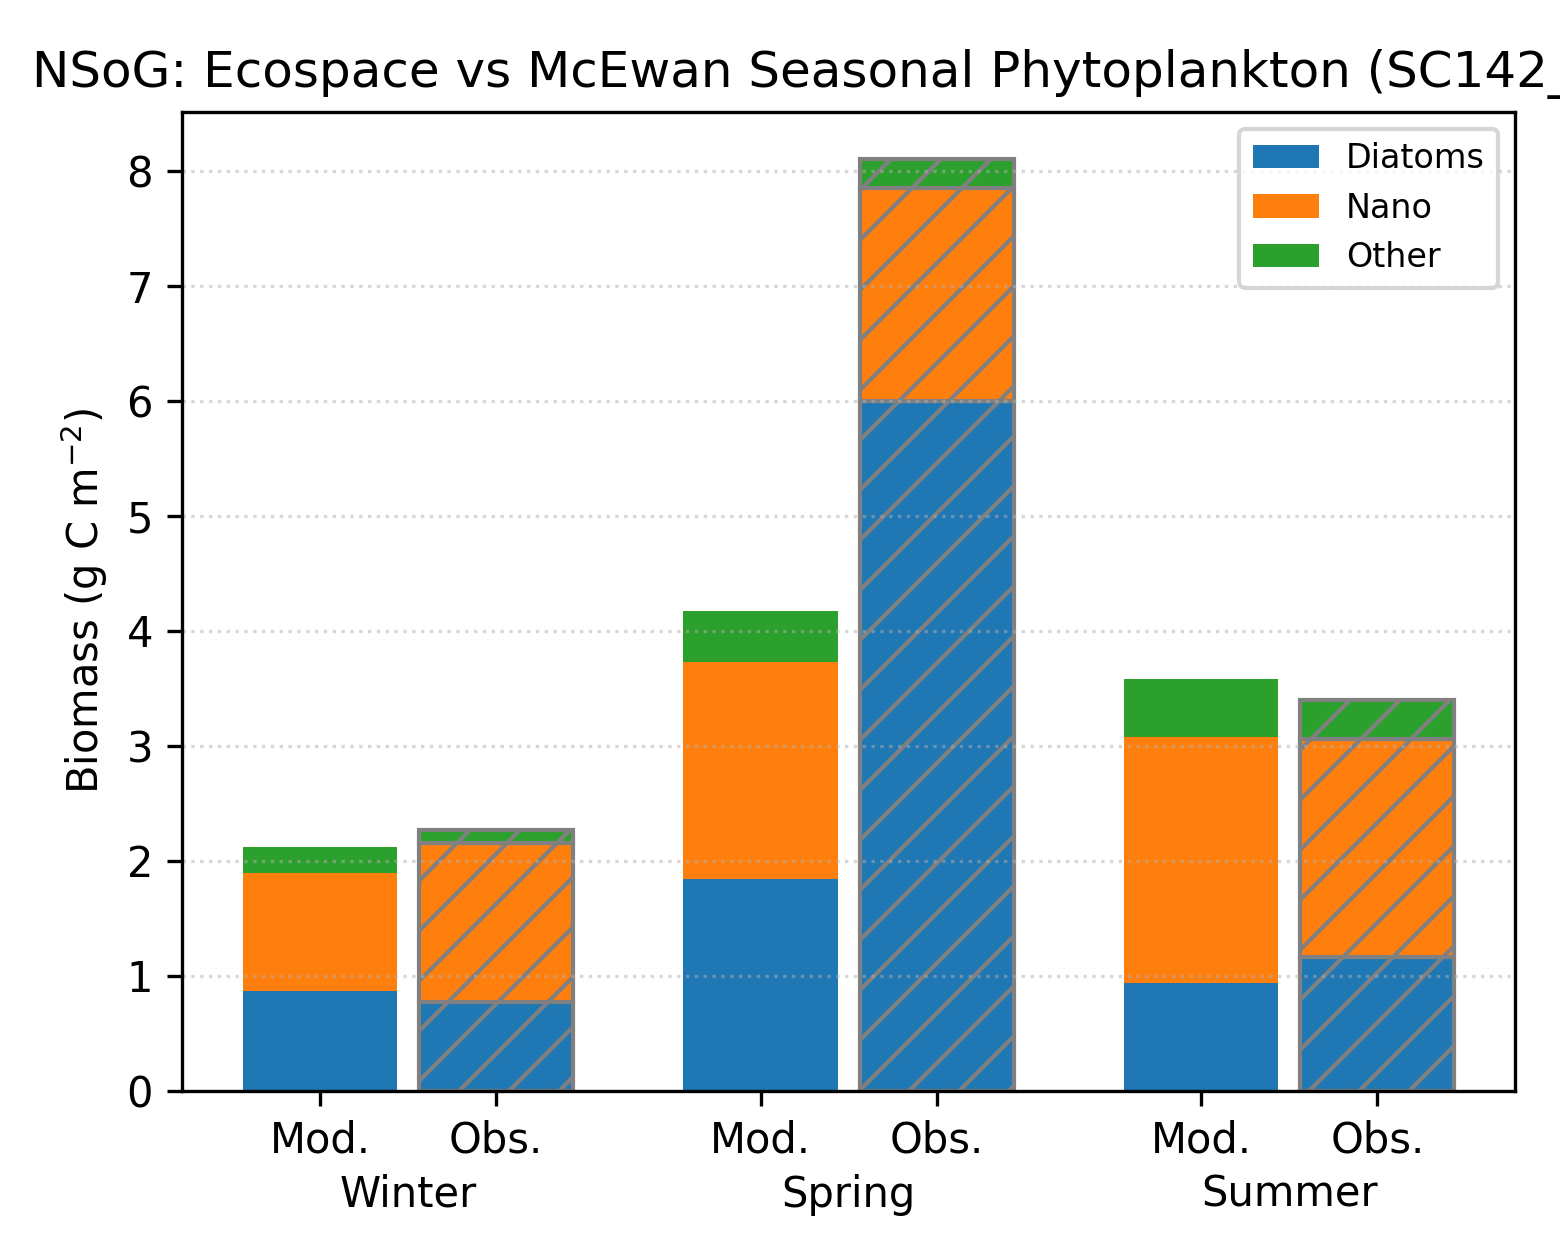 NSoG: Ecospace vs McEwan Seasonal Phytoplankton (SC142_
Diatoms
Nano
Other
Biomass (g C m⁻²)
8
7
6
5
4
3
2
1
0
Mod. Obs. Mod. Obs. Mod. Obs.
Winter Spring Summer